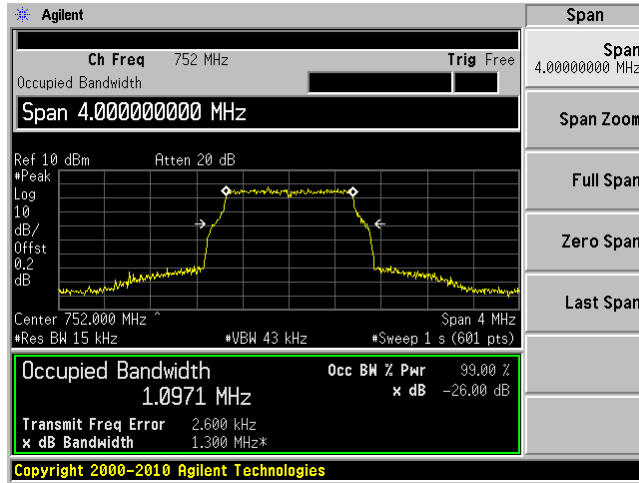 Agilent
Span
Ch Freq 752 MHz Trig Free
Occupied Bandwidth
Span 4.000000000 MHz
Span
4.00000000 MHz
Span Zoom
Full Span
Zero Span
Last Span
Ref 10 dBm Atten 20 dB
#Peak
Log
10
dB/
Offst
0.2
dB
Center 752.000 MHz ^ Span 4 MHz
#Res BW 15 kHz #VBW 43 kHz #Sweep 1 s (601 pts)
Occupied Bandwidth Occ BW % Pwr 99.00 %
1.0971 MHz x dB -26.00 dB
Transmit Freq Error 2.600 kHz
x dB Bandwidth 1.300 MHz*
Copyright 2000-2010 Agilent Technologies